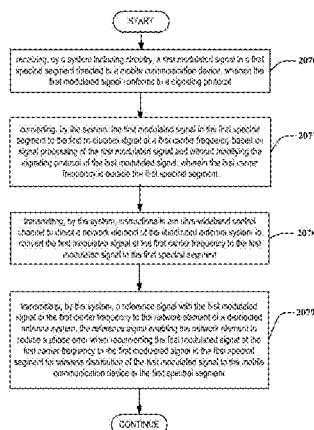 START
receiving, by a system including circuitry, a first modulated signal in a first
spectral segment directed to a mobile communication device, wherein the
first modulated signal conforms to a signaling protocol
converting, by the system, the first modulated signal in the first spectral
segment to the first modulated signal at a first carrier frequency based on
signal processing of the first modulated signal and without modifying the
signaling protocol of the first modulated signal, wherein the first carrier
frequency is outside the first spectral segment
transmitting, by the system, instructions in an ultra-wideband control
channel to direct a network element of the distributed antenna system to
convert the first modulated signal at the first carrier frequency to the first
modulated signal in the first spectral segment
transmitting, by the system, a reference signal with the first modulated
signal at the first carrier frequency to the network element of a distributed
antenna system, the reference signal enabling the network element to
reduce a phase error when reconverting the first modulated signal at the
first carrier frequency to the first modulated signal in the first spectral
segment for wireless distribution of the first modulated signal to the mobile
communication device in the first spectral segment
CONTINUE